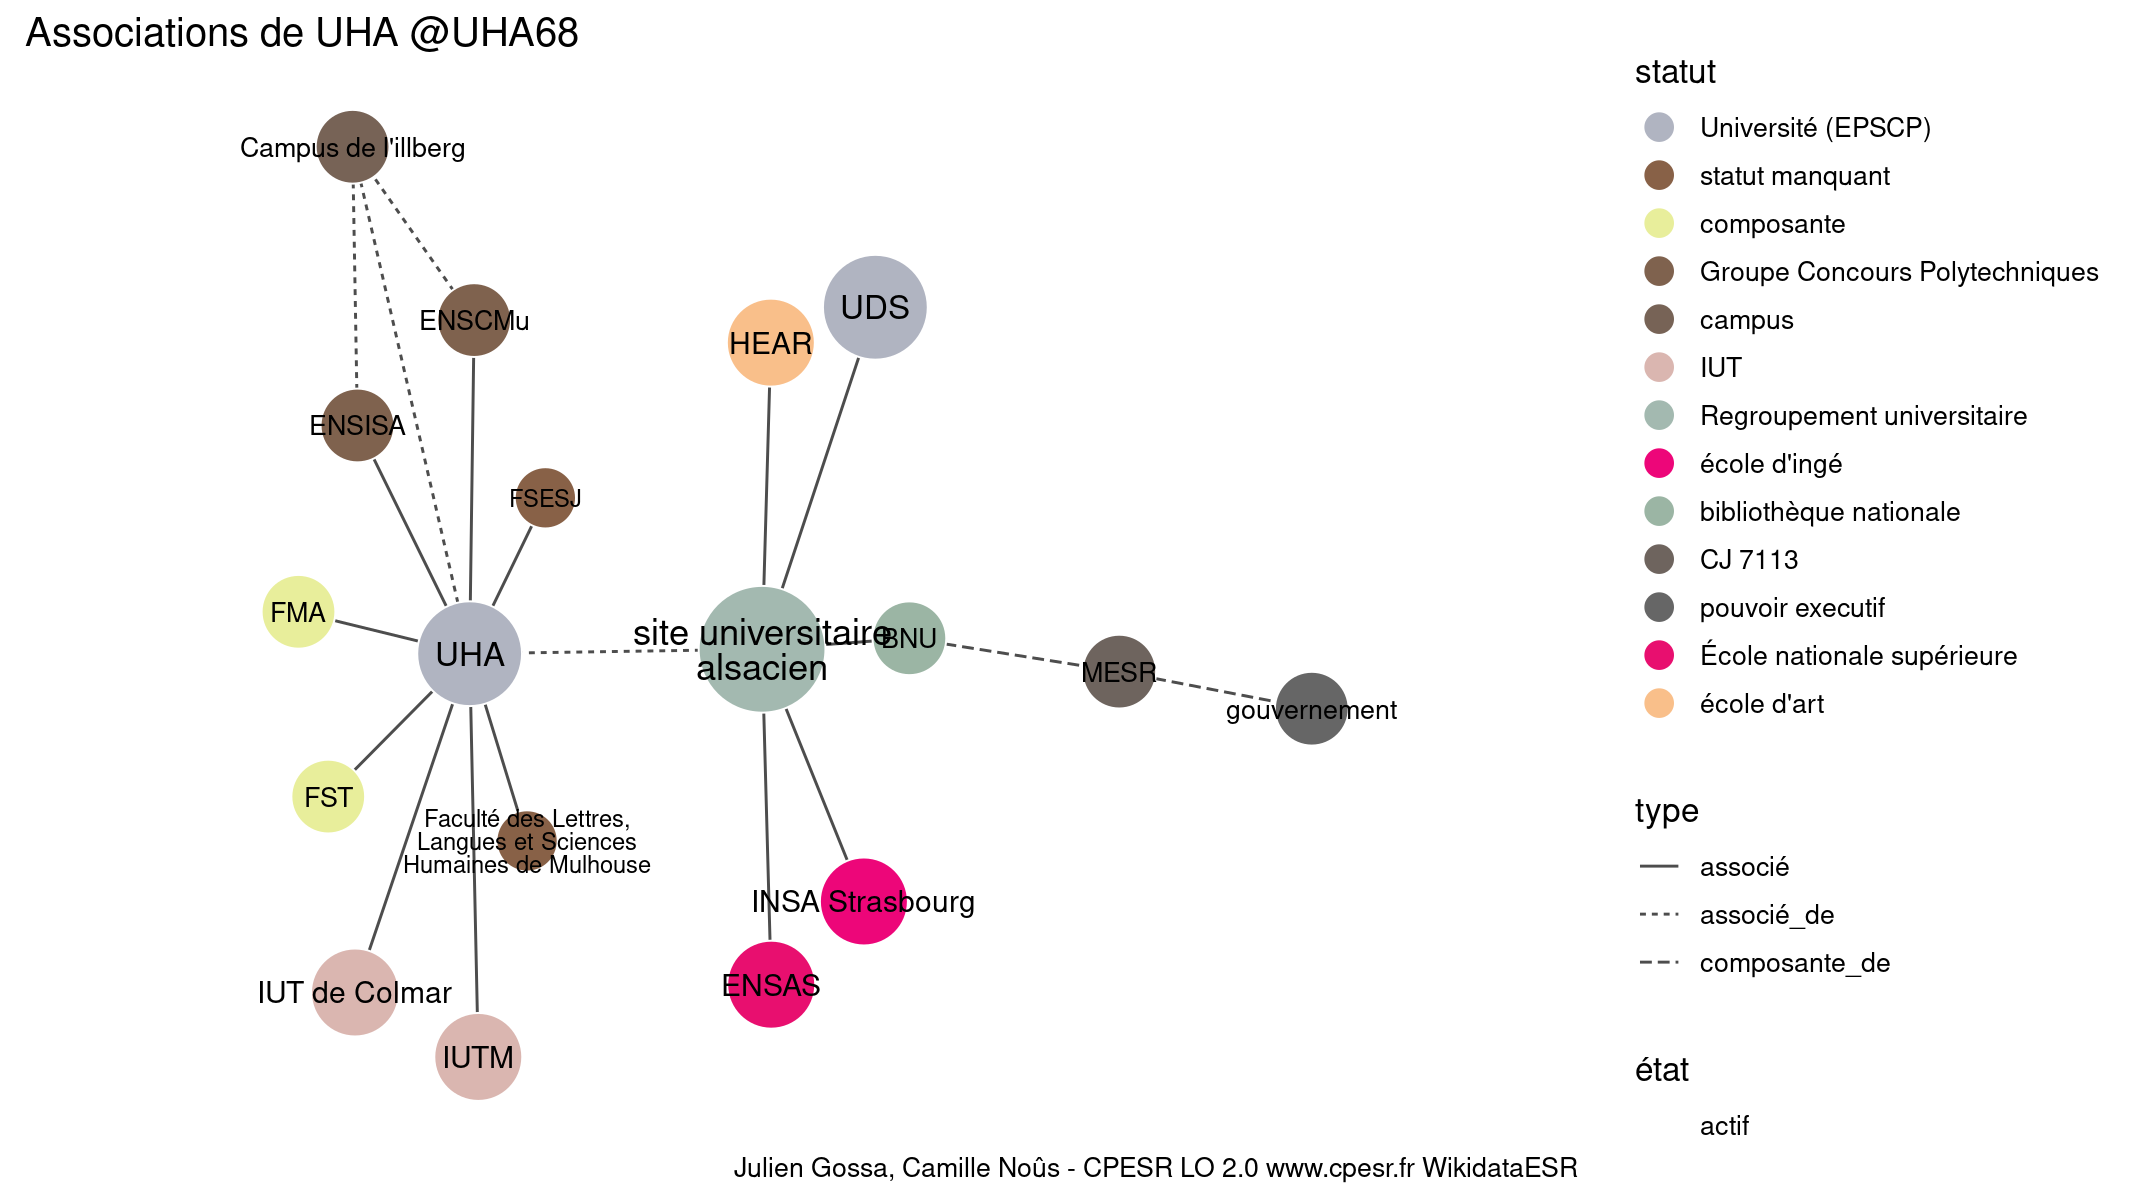 Associations de UHA @UHA68
Campus de l'illberg
ENSCMu
UDS
HEAR
ENSISA
FSESJ
FMA
UHA
site universitaire
alsacien
BNU
MESR
gouvernement
FST
Faculté des Lettres,
Langues et Sciences
Humaines de Mulhouse
INSA Strasbourg
ENSAS
IUT de Colmar
IUTM
statut
Université (EPSCP)
statut manquant
composante
Groupe Concours Polytechniques
campus
IUT
Regroupement universitaire
école d'ingé
bibliothèque nationale
CJ 7113
pouvoir executif
École nationale supérieure
école d'art
type
associé
associé_de
composante_de
état
actif
Julien Gossa, Camille Noûs - CPESR LO 2.0 www.cpesr.fr WikidataESR